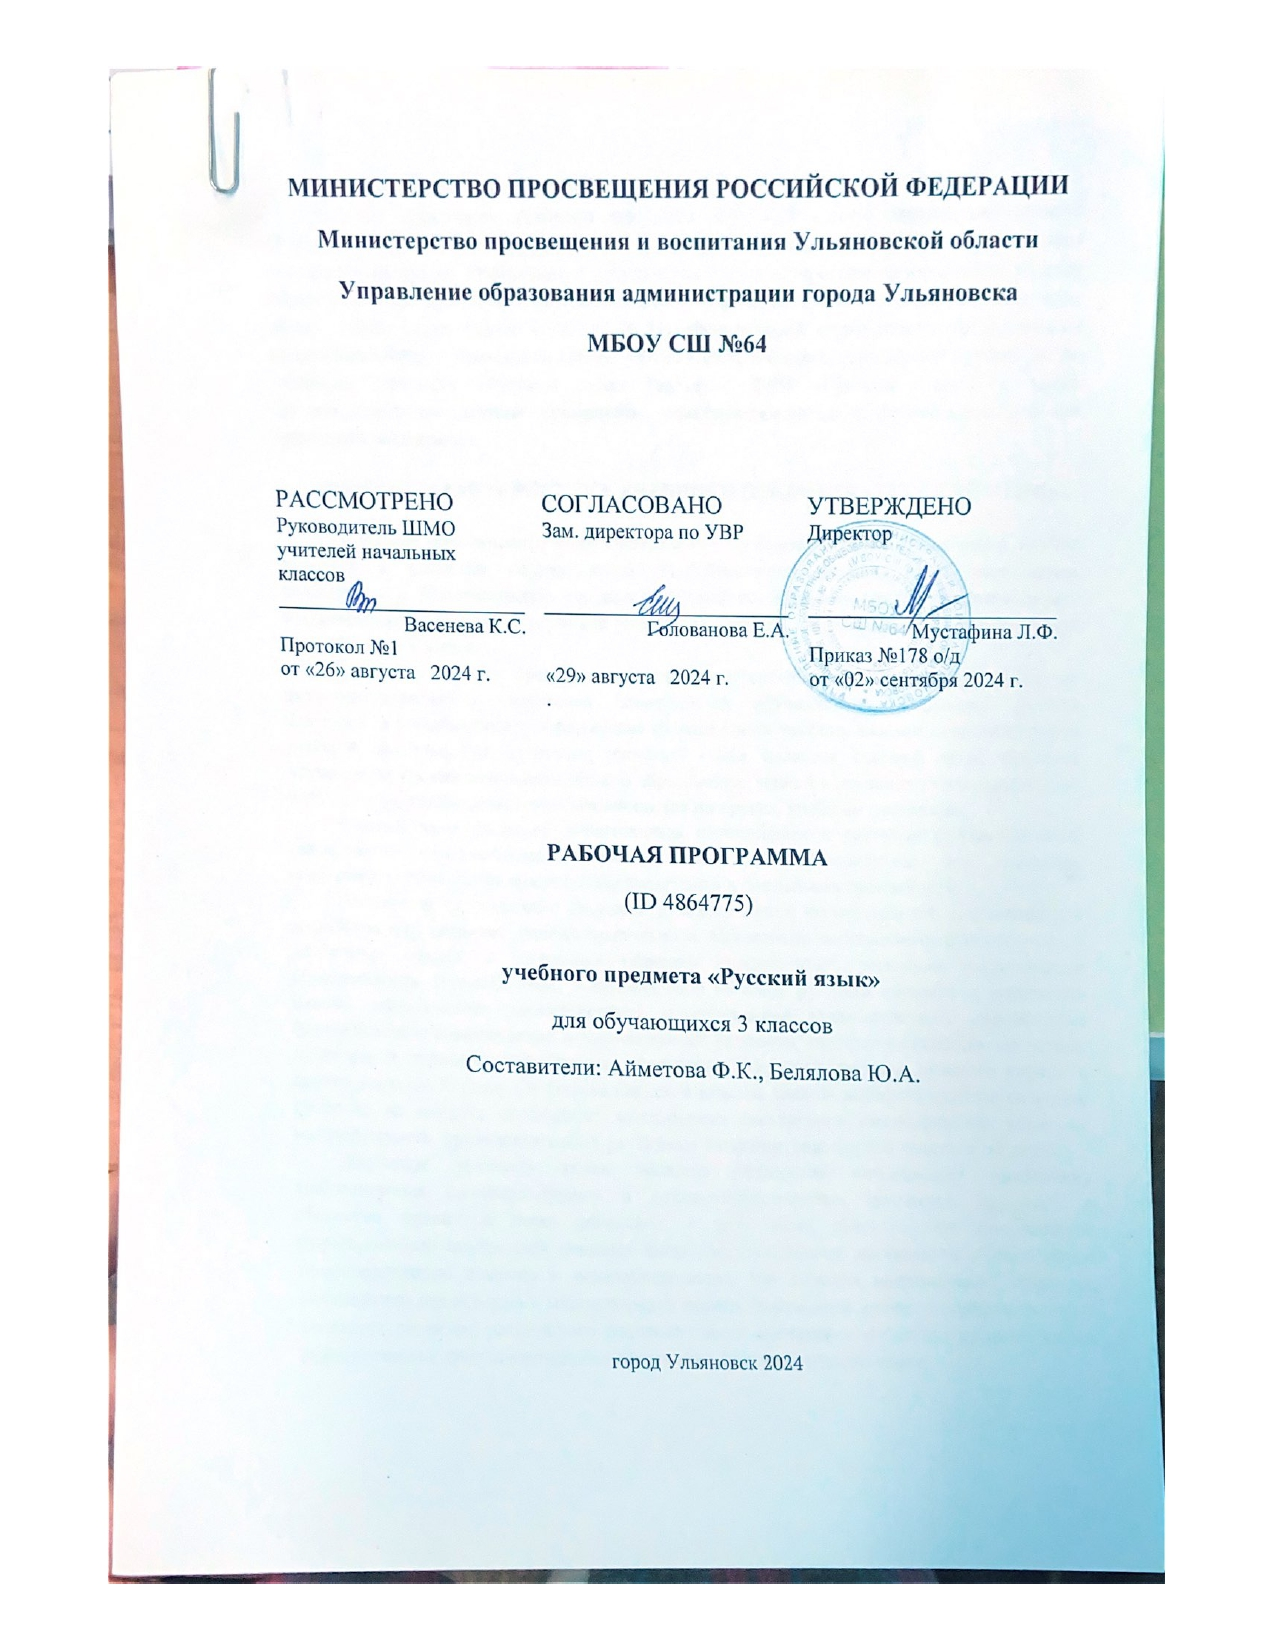 МИНИСТЕРСТВО ПРОСВЕЩЕНИЯ РОССИЙСКОЙ ФЕДЕРАЦИИ
Министерство просвещения и воспитания Ульяновской области
Управление образования администрации города Ульяновска
МБОУ СШ №64
РАССМОТРЕНО
Руководитель ШМО
учителей начальных
классов
Васенева К.С.
Протокол №1
от «26» августа 2024 г.
СОГЛАСОВАНО
Зам. директора по УВР
Голованова Е.А.
«29» августа 2024 г.
УТВЕРЖДЕНО
Директор
МБОУ
СШ №64
Мустафина Л.Ф.
Приказ №178 о/д
от «02» сентября 2024 г.
РАБОЧАЯ ПРОГРАММА
(ID 4864775)
учебного предмета «Русский язык»
для обучающихся 3 классов
Составители: Айметова Ф.К., Белялова Ю.А.
город Ульяновск 2024